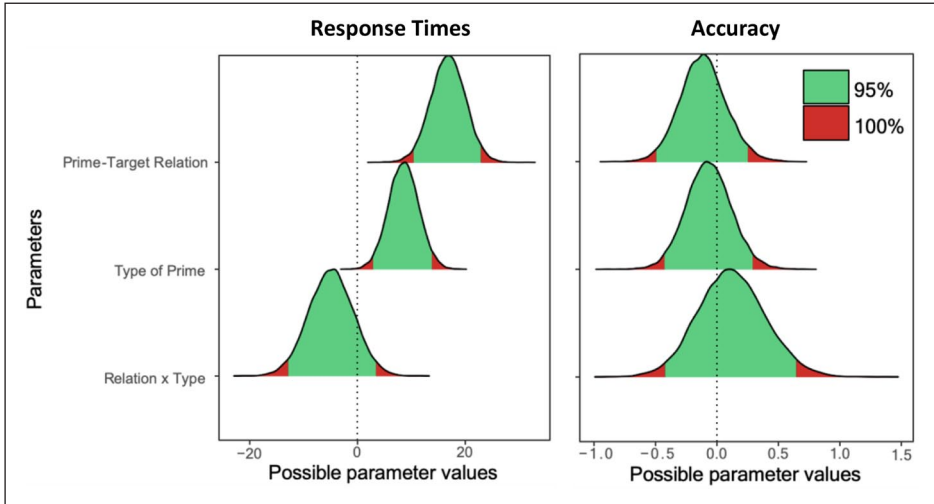 Response Times
Accuracy
95%
100%
Prime-Target Relation
Type of Prime
Relation x Type
Parameters
−20 0 20
−1.0 −0.5 0.0 0.5 1.0 1.5
Possible parameter values
Possible parameter values